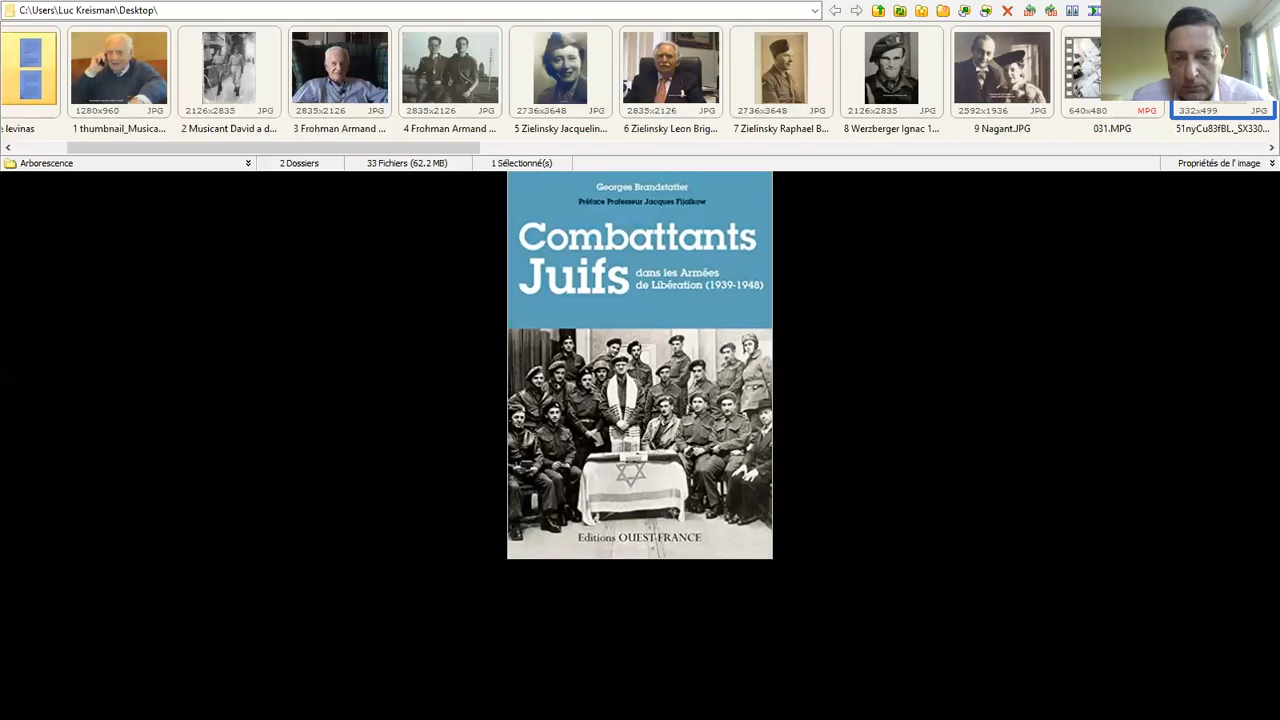 C:\Users\Luc Kreisman\Desktop\
1280x960 JPG
2126x2835 JPG
2835x2126 JPG
2835x2126 JPG
2736x3648 JPG
2835x2126 JPG
2736x3648 JPG
2126x2835 JPG
2592x1936 JPG
640x480 MPG
332x499 JPG
e levinas
1 thumbnail_Musica...
2 Musicant David a d...
3 Frohman Armand ...
4 Frohman Armand ...
5 Zielinsky Jacquelin...
6 Zielinsky Leon Brig...
7 Zielinsky Raphael B...
8 Werzberger Ignac 1...
9 Nagant.JPG
031.MPG
51nyCu83fBL._SX330...
Arborescence
2 Dossiers
33 Fichiers (62.2 MB)
1 Sélectionné(s)
Propriétés de l' image
Georges Brandstatter
Préface Professeur Jacques Fijalkow
Combattants
Juifs
dans les Armées
de Libération (1939-1948)
Editions OUEST-FRANCE